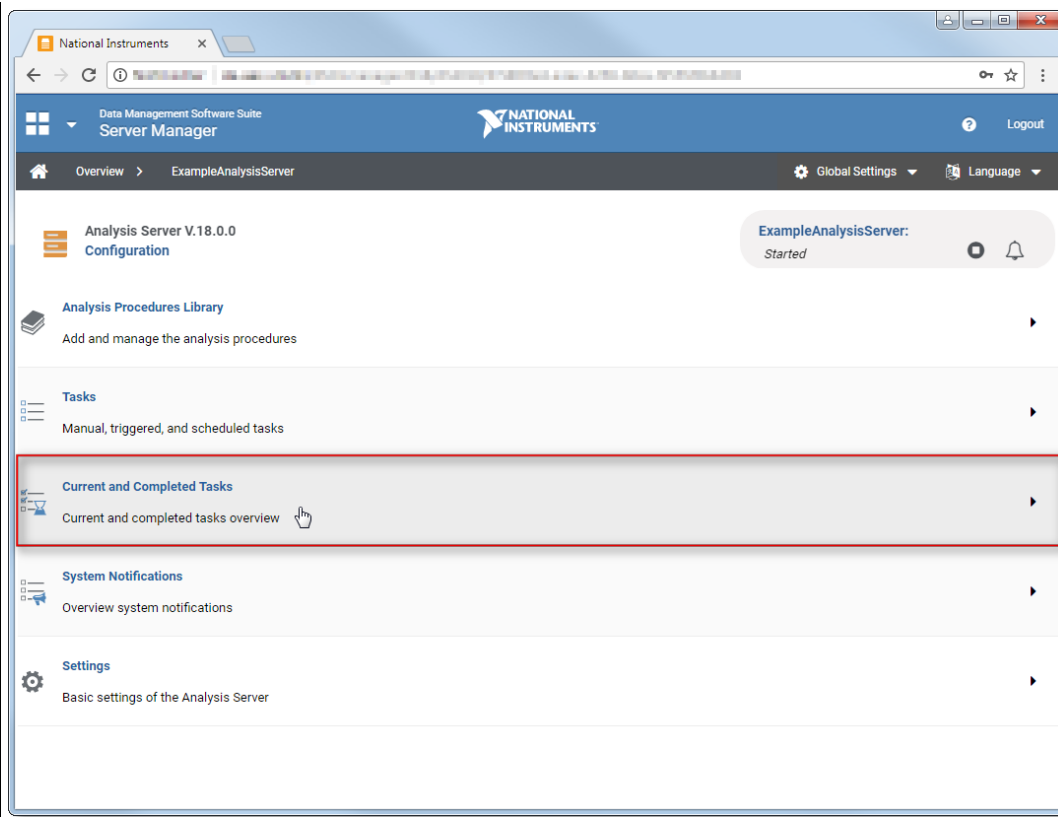 National Instruments
Data Management Software Suite
Server Manager
NATIONAL INSTRUMENTS
Logout
Overview > ExampleAnalysisServer
Global Settings
Language
Analysis Server V.18.0.0
Configuration
ExampleAnalysisServer:
Started
Analysis Procedures Library
Add and manage the analysis procedures
Tasks
Manual, triggered, and scheduled tasks
Current and Completed Tasks
Current and completed tasks overview
System Notifications
Overview system notifications
Settings
Basic settings of the Analysis Server